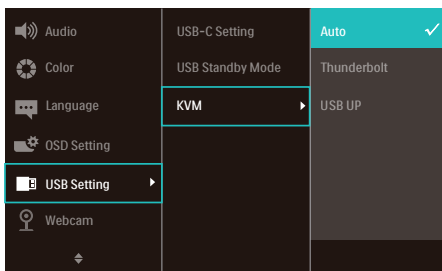 Audio
Color
Language
OSD Setting
USB Setting
Webcam
USB-C Setting
USB Standby Mode
KVM
Auto
Thunderbolt
USB UP